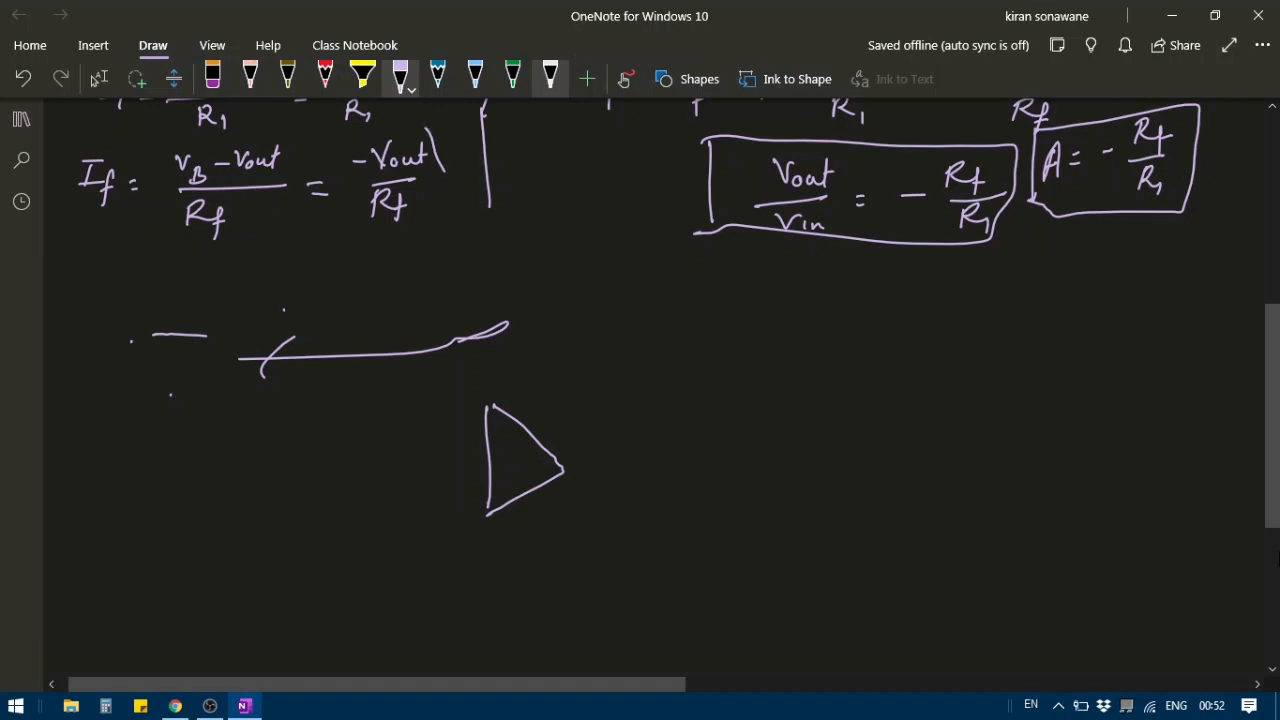 OneNote for Windows 10
kiran sonawane
Home Insert Draw View Help Class Notebook
Saved offline (auto sync is off) Share
Shapes Ink to Shape Ink to Text
R1 = R1 R1 Rf
If = VB - Vout / Rf = -Vout / Rf
Vout / Vin = - Rf / R1
A = - Rf / R1
EN ENG 00:52